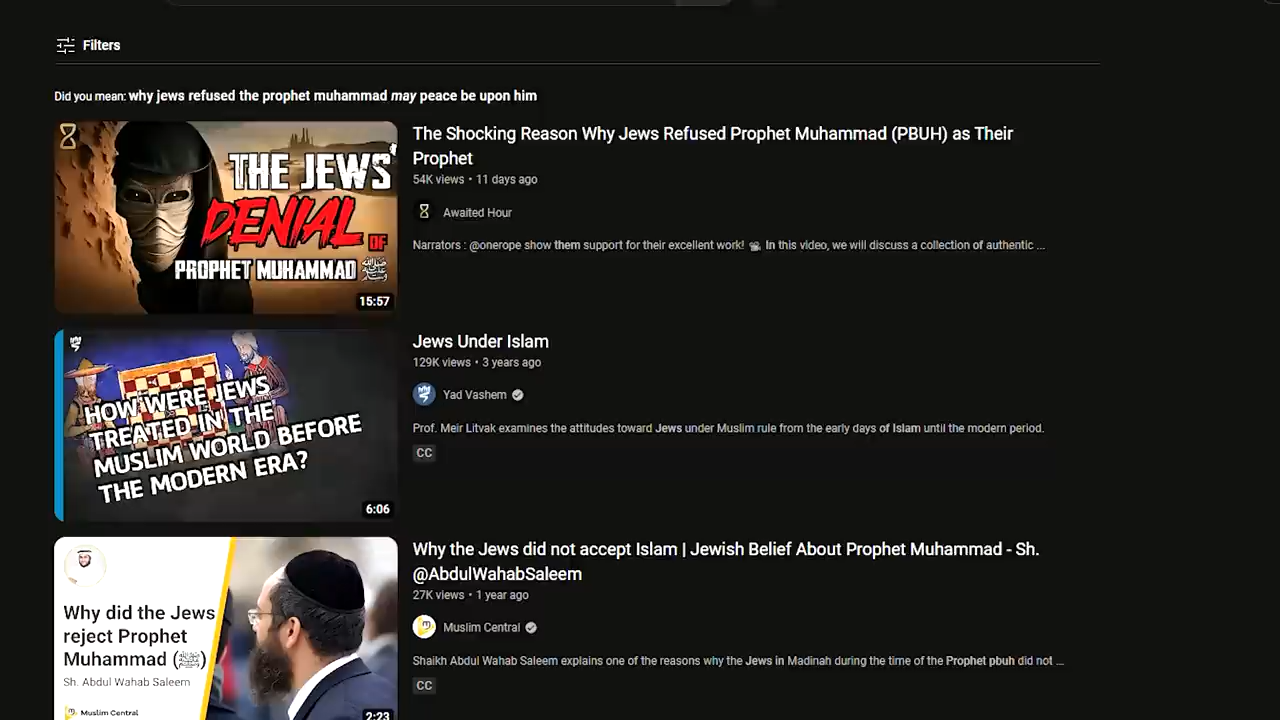 Filters
Did you mean: why jews refused the prophet muhammad may peace be upon him
THE JEWS'
DENIAL OF
PROPHET MUHAMMAD ﷺ
15:57
The Shocking Reason Why Jews Refused Prophet Muhammad (PBUH) as Their
Prophet
54K views • 11 days ago
Awaited Hour
Narrators : @onerope show them support for their excellent work! 📽 In this video, we will discuss a collection of authentic ...
HOW WERE JEWS
TREATED IN THE
MUSLIM WORLD BEFORE
THE MODERN ERA?
6:06
Jews Under Islam
129K views • 3 years ago
Yad Vashem
Prof. Meir Litvak examines the attitudes toward Jews under Muslim rule from the early days of Islam until the modern period.
CC
Why did the Jews
reject Prophet
Muhammad (ﷺ)
Sh. Abdul Wahab Saleem
Muslim Central
2:23
Why the Jews did not accept Islam | Jewish Belief About Prophet Muhammad - Sh.
@AbdulWahabSaleem
27K views • 1 year ago
Muslim Central
Shaikh Abdul Wahab Saleem explains one of the reasons why the Jews in Madinah during the time of the Prophet pbuh did not ...
CC